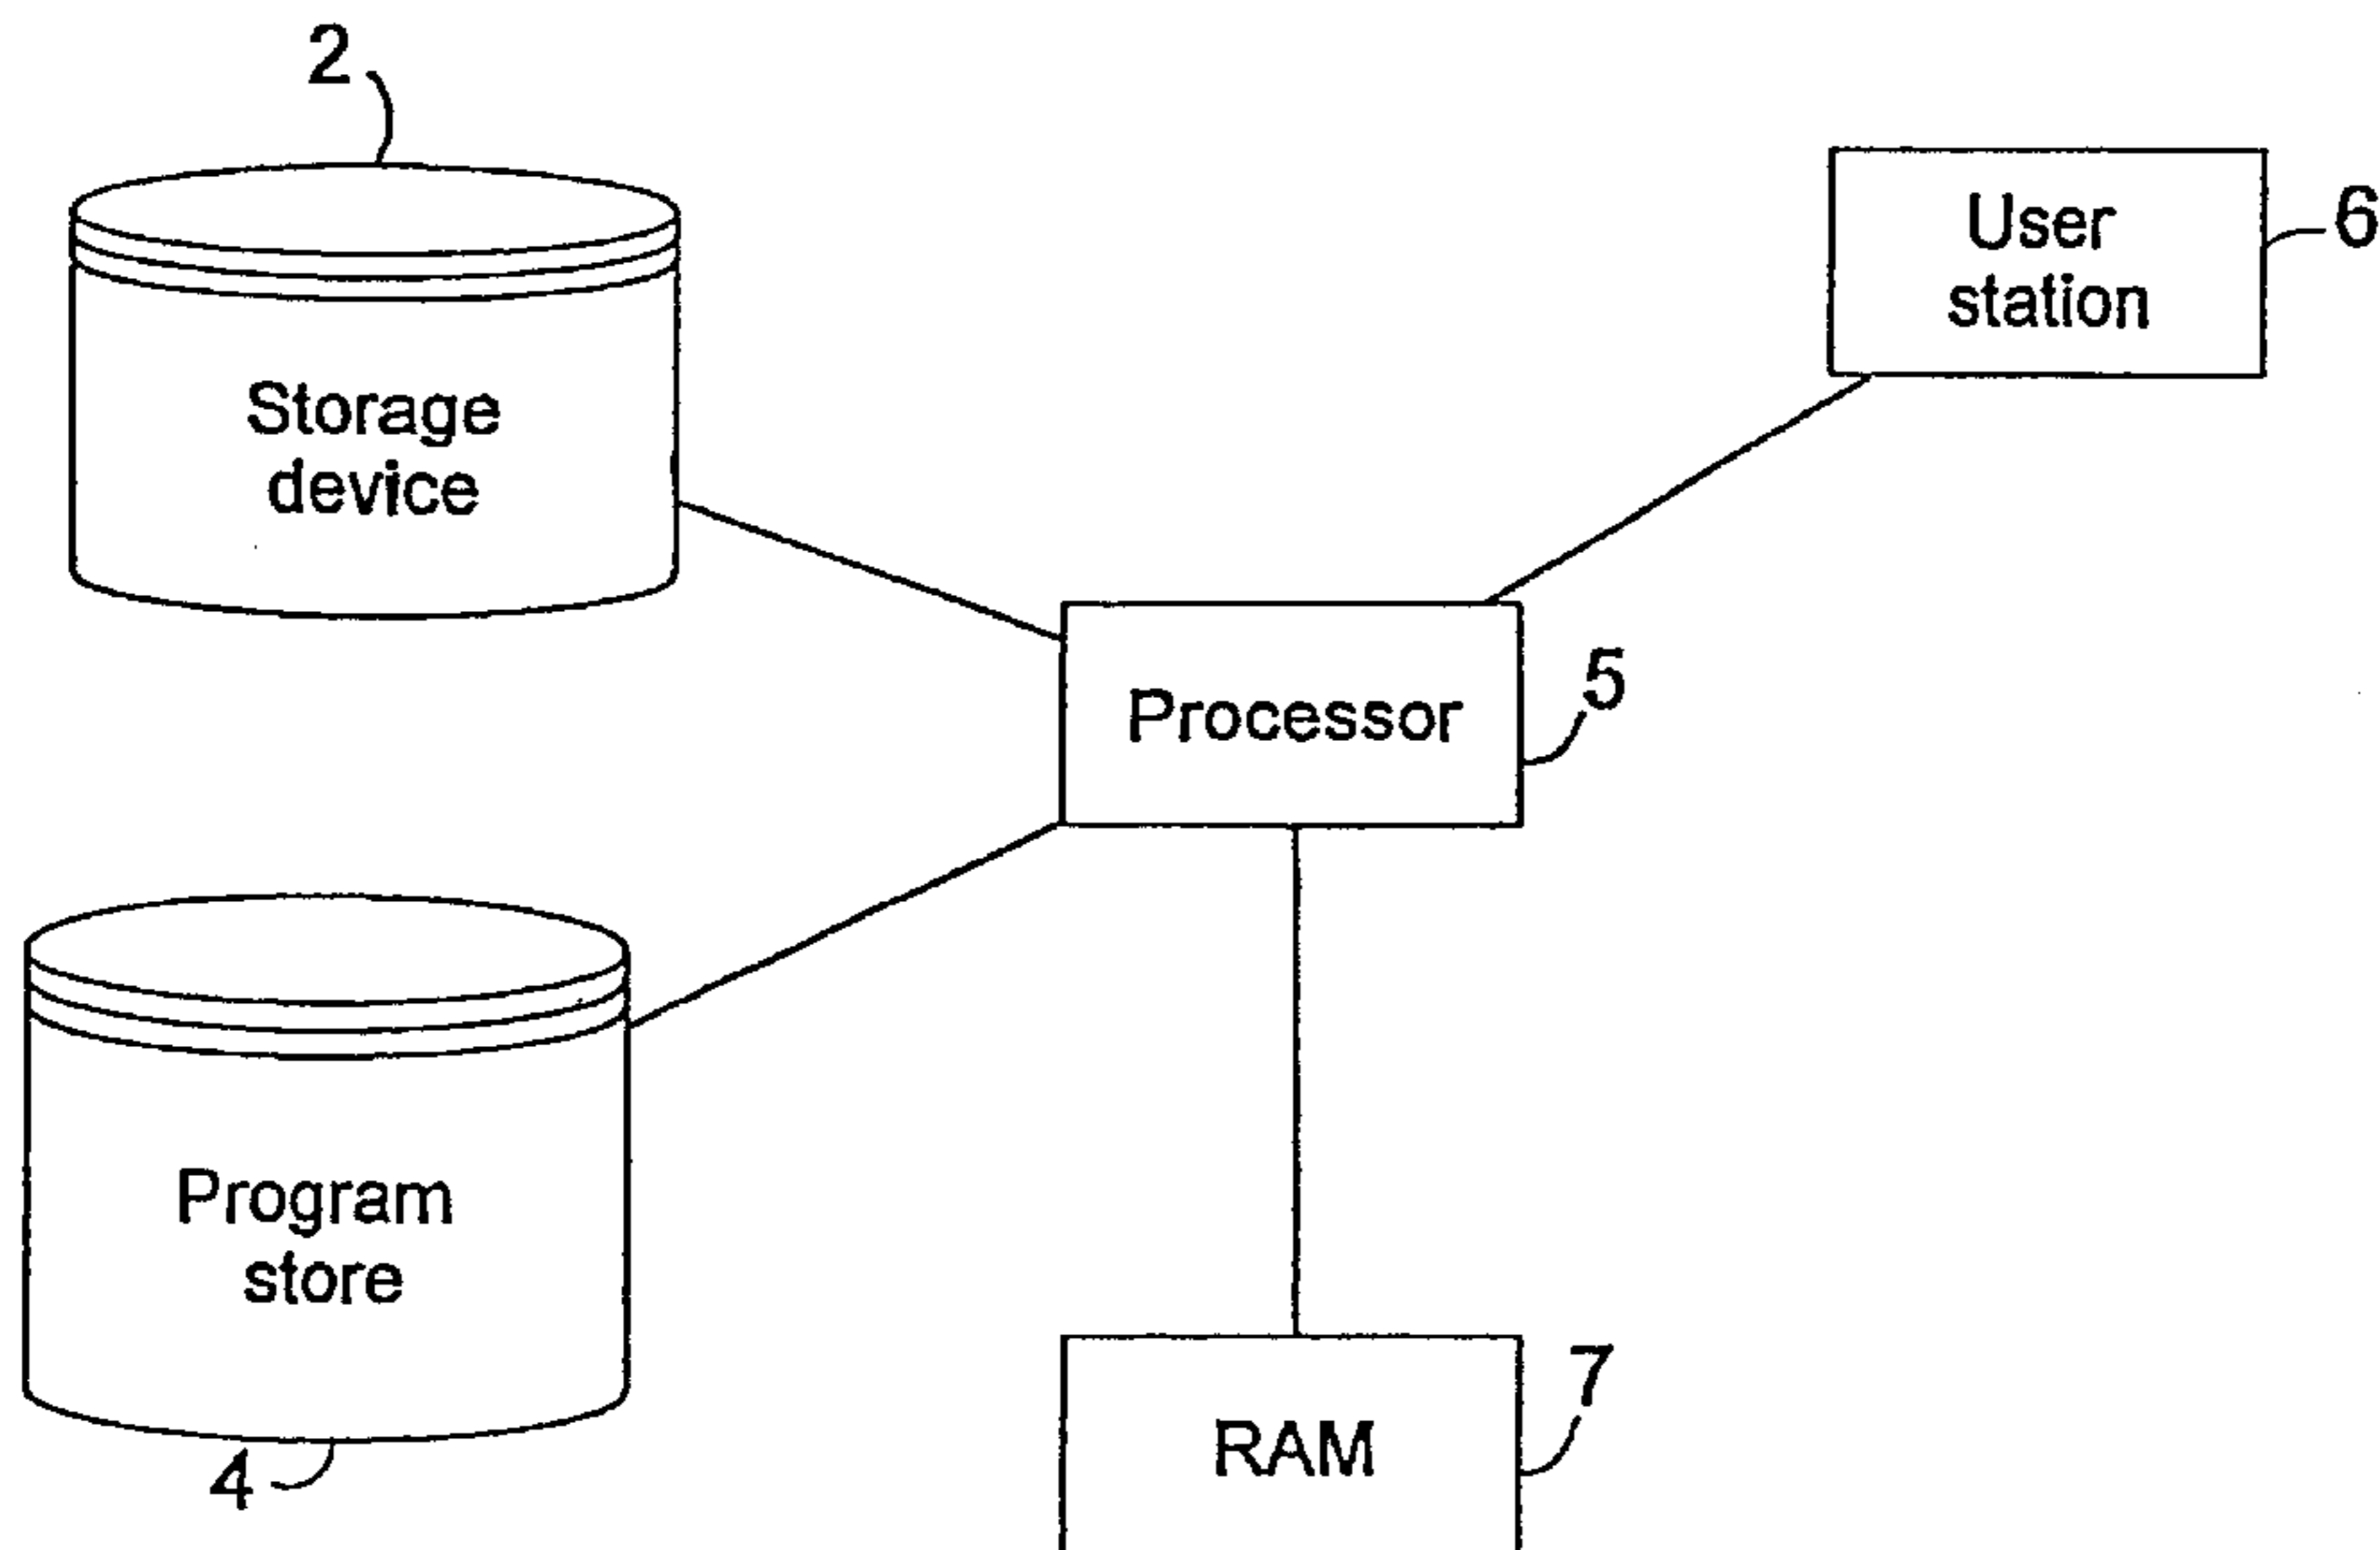 2
Storage
device
User
station
6
Processor
5
Program
store
4
RAM
7